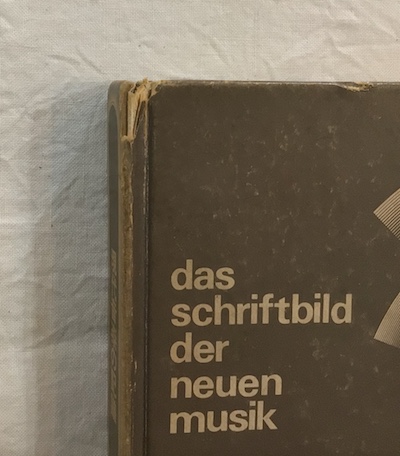 das
schriftbild
der
neuen
musik